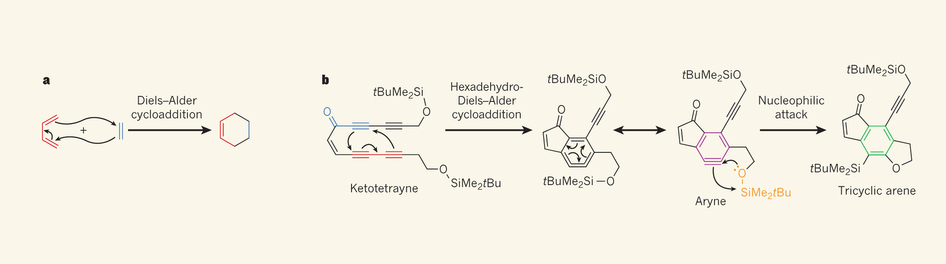 a
Diels–Alder
cycloaddition
+
b
tBuMe₂Si
O
O
Ketotetrayne
O
SiMe₂tBu
Hexadehydro-
Diels–Alder
cycloaddition
tBuMe₂SiO
O
tBuMe₂Si—O
tBuMe₂SiO
O
O
SiMe₂tBu
Aryne
Nucleophilic
attack
tBuMe₂SiO
O
tBuMe₂Si
O
Tricyclic arene